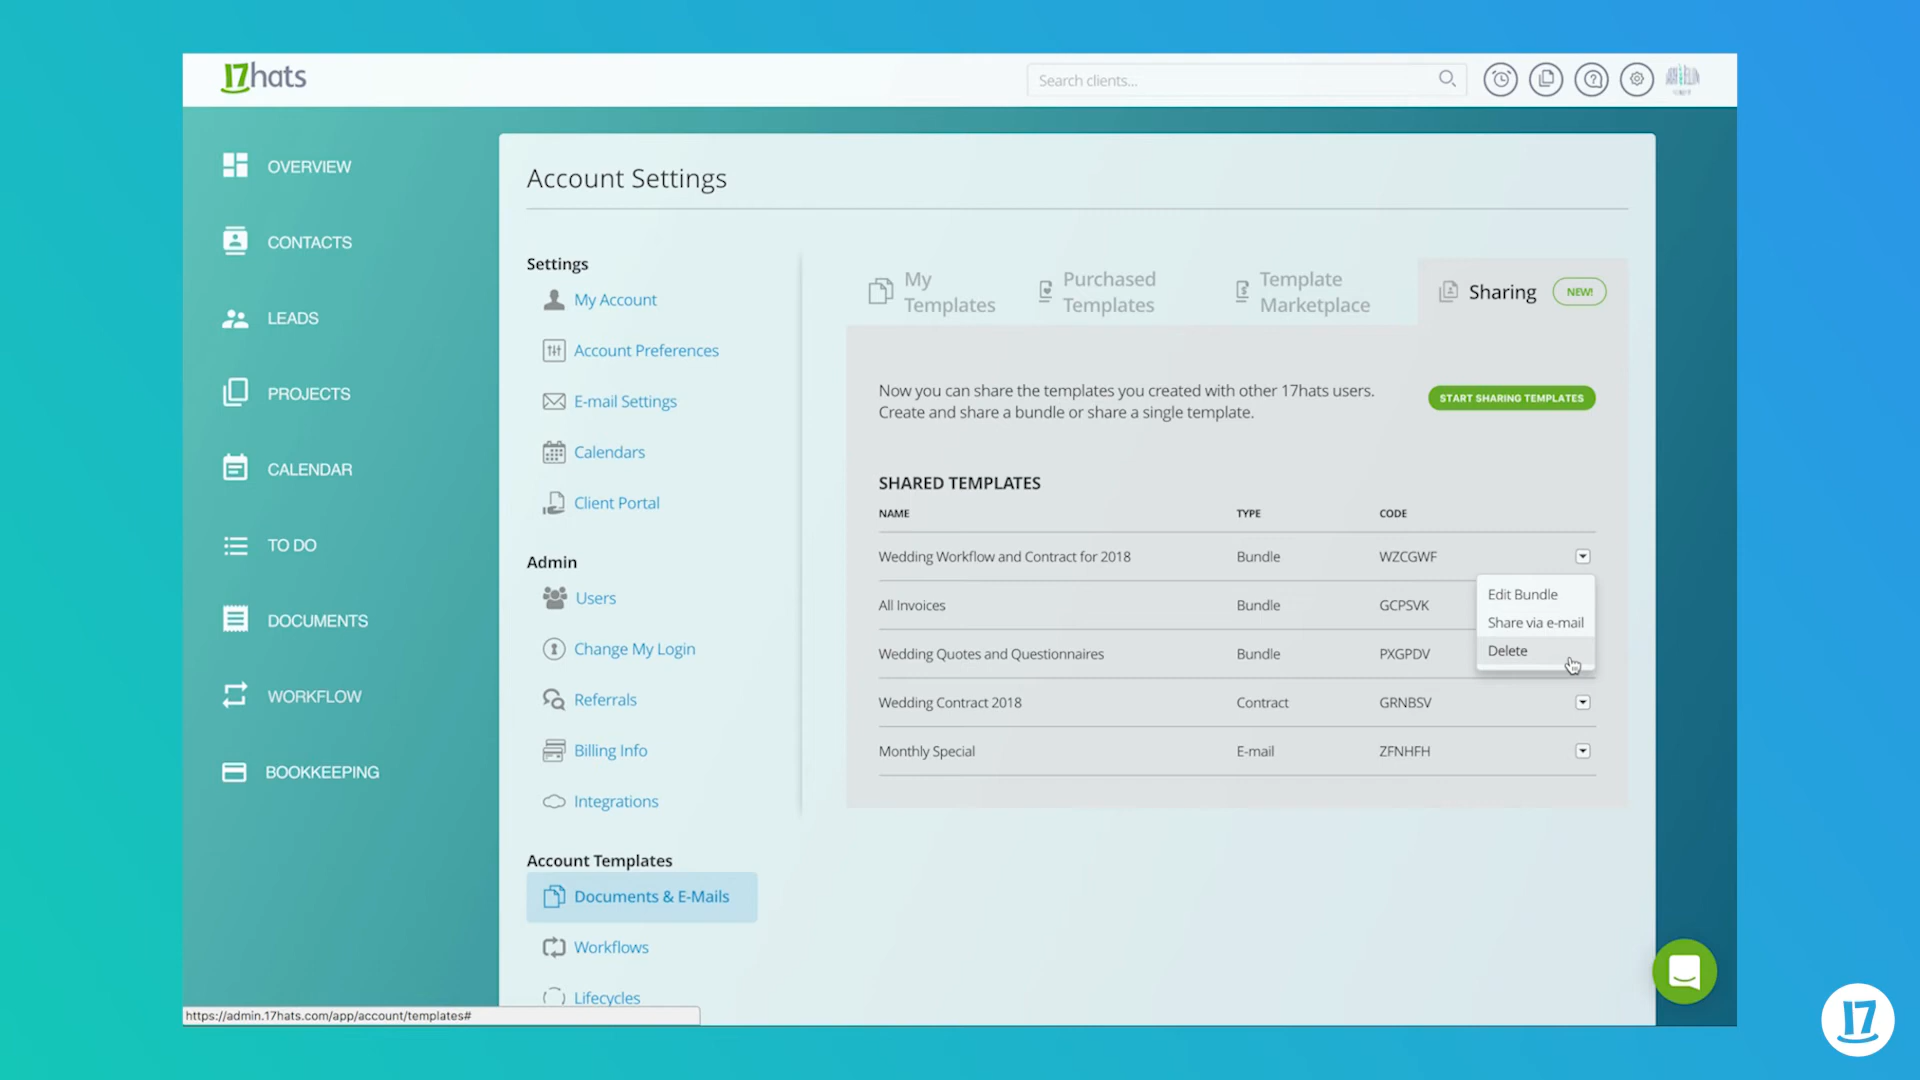 17hats
Search clients...
OVERVIEW
CONTACTS
LEADS
PROJECTS
CALENDAR
TO DO
DOCUMENTS
WORKFLOW
BOOKKEEPING
Account Settings
Settings
My Account
Account Preferences
E-mail Settings
Calendars
Client Portal
Admin
Users
Change My Login
Referrals
Billing Info
Integrations
Account Templates
Documents & E-Mails
Workflows
Lifecycles
My
Templates
Purchased
Templates
Template
Marketplace
Sharing NEW!
Now you can share the templates you created with other 17hats users.
Create and share a bundle or share a single template.
START SHARING TEMPLATES
SHARED TEMPLATES
NAME TYPE CODE
Wedding Workflow and Contract for 2018 Bundle WZCGWF
All Invoices Bundle GCPSVK
Wedding Quotes and Questionnaires Bundle PXGPDV
Wedding Contract 2018 Contract GRNBSV
Monthly Special E-mail ZFNHFH
Edit Bundle
Share via e-mail
Delete
https://admin.17hats.com/app/account/templates#
17